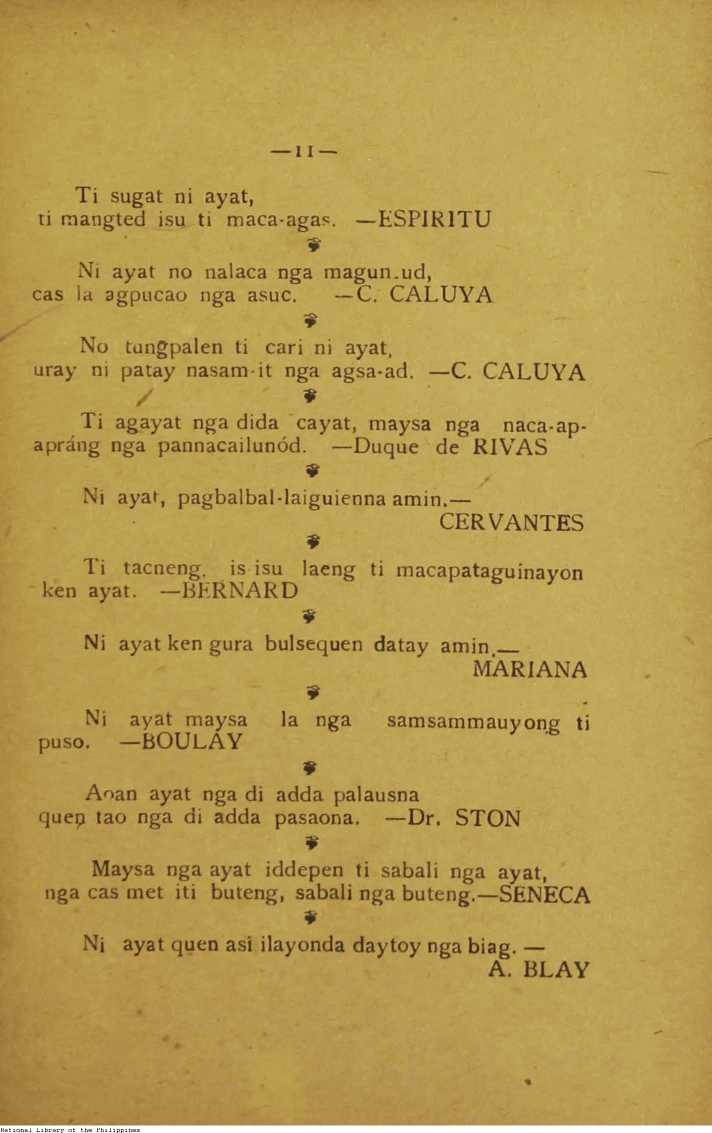 —11—
Ti sugat ni ayat,
ti mangted isu ti maca-agas. —ESPIRITU
Ni ayat no nalaca nga magun-ud,
cas la agpucao nga asuc. —C. CALUYA
No tungpalen ti cari ni ayat,
uray ni patay nasam-it nga agsa-ad. —C. CALUYA
Ti agayat nga dida cayat, maysa nga naca-ap-
apráng nga pannacailunód. —Duque de RIVAS
Ni ayat, pagbalbal-laiguienna amin.—
CERVANTES
Ti tacneng, is isu laeng ti macapataguinayon
ken ayat. —BERNARD
Ni ayat ken gura bulsequen datay amin.—
MARIANA
Ni ayat maysa la nga samsammauyong ti
puso. —BOULAY
Aoan ayat nga di adda palausna
quen tao nga di adda pasaona. —Dr. STON
Maysa nga ayat iddepen ti sabali nga ayat,
nga cas met iti buteng, sabali nga buteng.—SENECA
Ni ayat quen asi ilayonda daytoy nga biag. —
A. BLAY
National Library of the Philippines